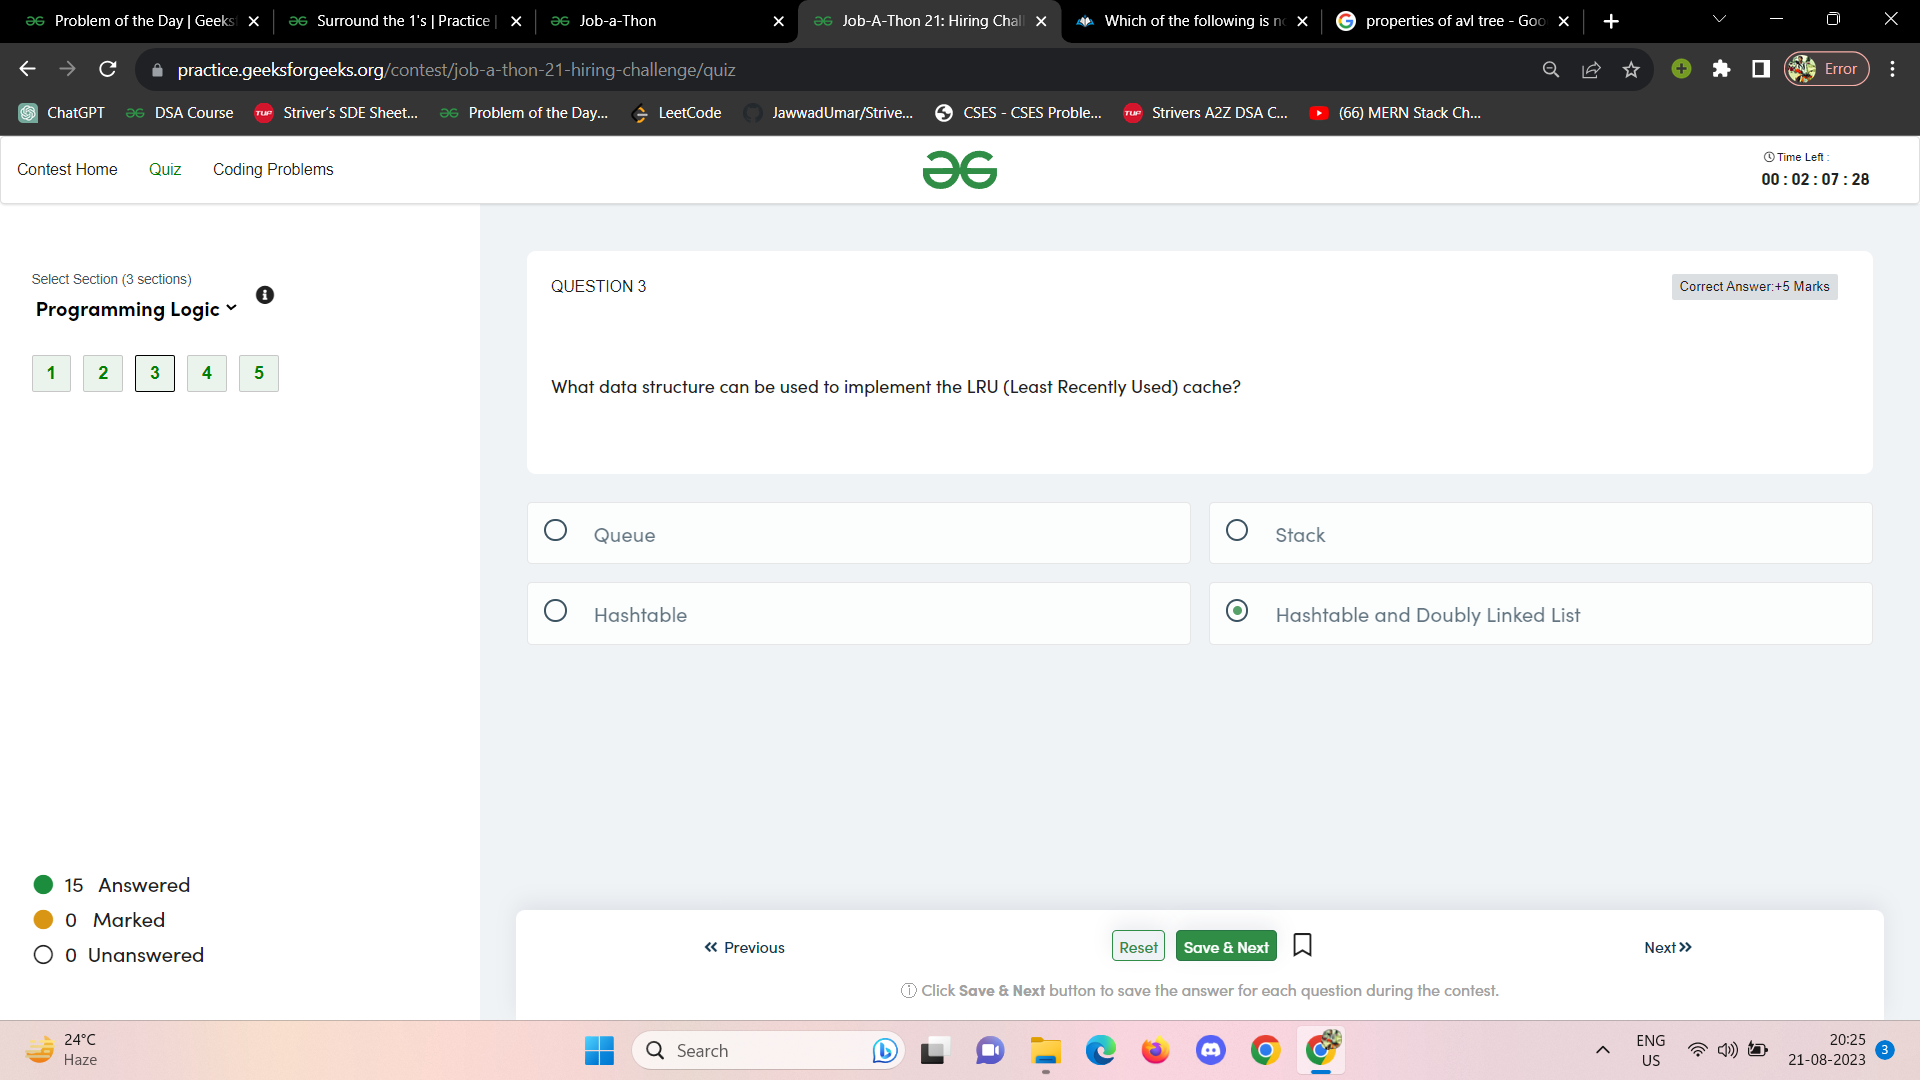 Problem of the Day | Geeks
Surround the 1's | Practice |
Job-a-Thon
Job-A-Thon 21: Hiring Chall
Which of the following is no
properties of avl tree - Goo
practice.geeksforgeeks.org/contest/job-a-thon-21-hiring-challenge/quiz
Error
ChatGPT
DSA Course
Striver's SDE Sheet...
Problem of the Day...
LeetCode
JawwadUmar/Strive...
CSES - CSES Proble...
Strivers A2Z DSA C...
(66) MERN Stack Ch...
Contest Home
Quiz
Coding Problems
Time Left :
00 : 02 : 07 : 28
Select Section (3 sections)
Programming Logic
1 2 3 4 5
QUESTION 3
Correct Answer:+5 Marks
What data structure can be used to implement the LRU (Least Recently Used) cache?
Queue
Stack
Hashtable
Hashtable and Doubly Linked List
15 Answered
0 Marked
0 Unanswered
Previous
Reset
Save & Next
Next
Click Save & Next button to save the answer for each question during the contest.
24°C
Haze
Search
ENG
US
20:25
21-08-2023
3